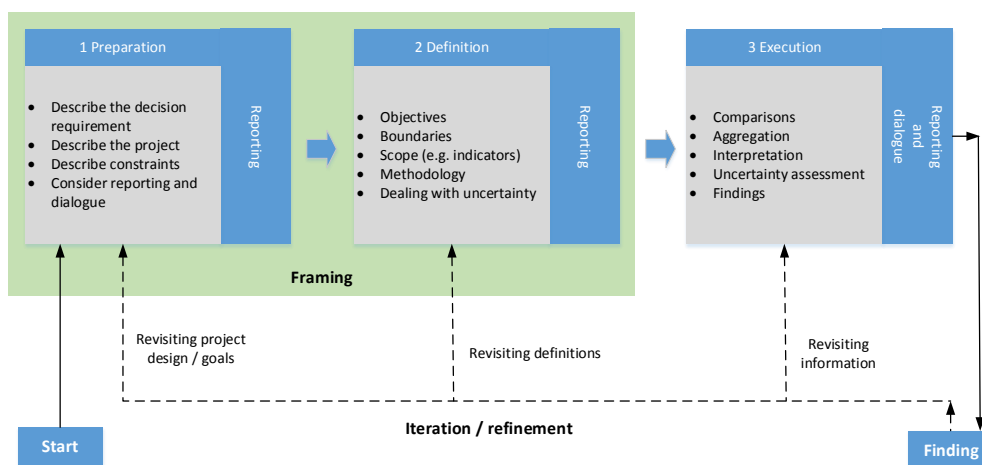 1 Preparation
Reporting
• Describe the decision
requirement
• Describe the project
• Describe constraints
• Consider reporting and
dialogue
2 Definition
Reporting
• Objectives
• Boundaries
• Scope (e.g. indicators)
• Methodology
• Dealing with uncertainty
3 Execution
Reporting
and
dialogue
• Comparisons
• Aggregation
• Interpretation
• Uncertainty assessment
• Findings
Framing
Revisiting project
design / goals
Revisiting definitions
Revisiting
information
Iteration / refinement
Start
Finding